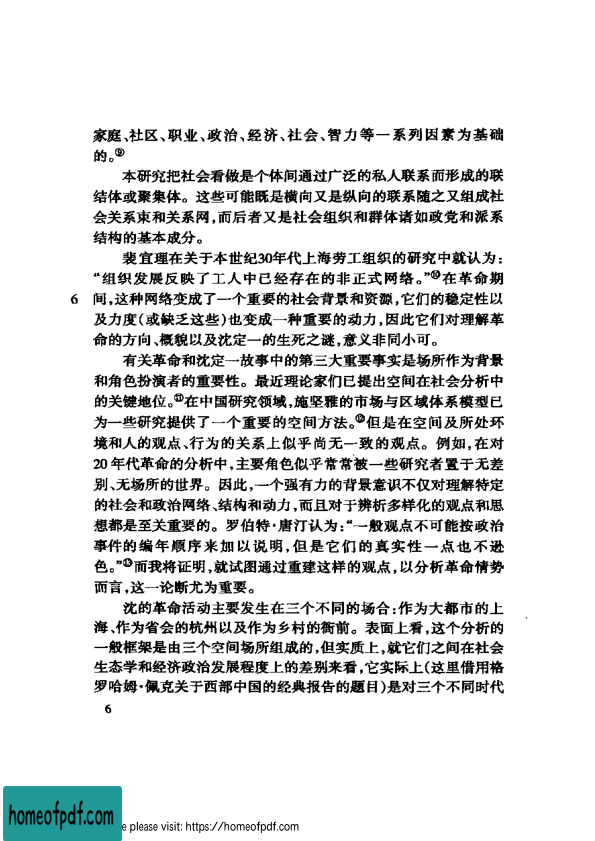 家庭、社区、职业、政治、经济、社会、智力等一系列因素为基础
的。⑨
本研究把社会看做是个体间通过广泛的私人联系而形成的联
结体或聚集体。这些可能既是横向又是纵向的联系随之又组成社
会关系束和关系网,而后者又是社会组织和群体诸如政党和派系
结构的基本成分。
裴宜理在关于本世纪30年代上海劳工组织的研究中就认为:
“组织发展反映了工人中已经存在的非正式网络。”⑩在革命期
6 间,这种网络变成了一个重要的社会背景和资源,它们的稳定性以
及力度(或缺乏这些)也变成一种重要的动力,因此它们对理解革
命的方向、概貌以及沈定一的生死之谜,意义非同小可。
有关革命和沈定一故事中的第三大重要事实是场所作为背景
和角色扮演者的重要性。最近理论家们已提出空间在社会分析中
的关键地位。⑪在中国研究领域,施坚雅的市场与区域体系模型已
为一些研究提供了一个重要的空间方法。⑫但是在空间及所处环
境和人的观点、行为的关系上似乎尚无一致的观点。例如,在对
20年代革命的分析中,主要角色似乎常常被一些研究者置于无差
别、无场所的世界。因此,一个强有力的背景意识不仅对理解特定
的社会和政治网络、结构和动力,而且对于辨析多样化的观点和思
想都是至关重要的。罗伯特·唐汀认为:“一般观点不可能按政治
事件的编年顺序来加以说明,但是它们的真实性一点也不逊
色。”⑬而我将证明,就试图通过重建这样的观点,以分析革命情势
而言,这一论断尤为重要。
沈的革命活动主要发生在三个不同的场合:作为大都市的上
海、作为省会的杭州以及作为乡村的衙前。表面上看,这个分析的
一般框架是由三个空间场所组成的,但实质上,就它们之间在社会
生态学和经济政治发展程度上的差别来看,它实际上(这里借用格
罗哈姆·佩克关于西部中国的经典报告的题目)是对三个不同时代
6
homeofpdf.com
e please visit: https://homeofpdf.com